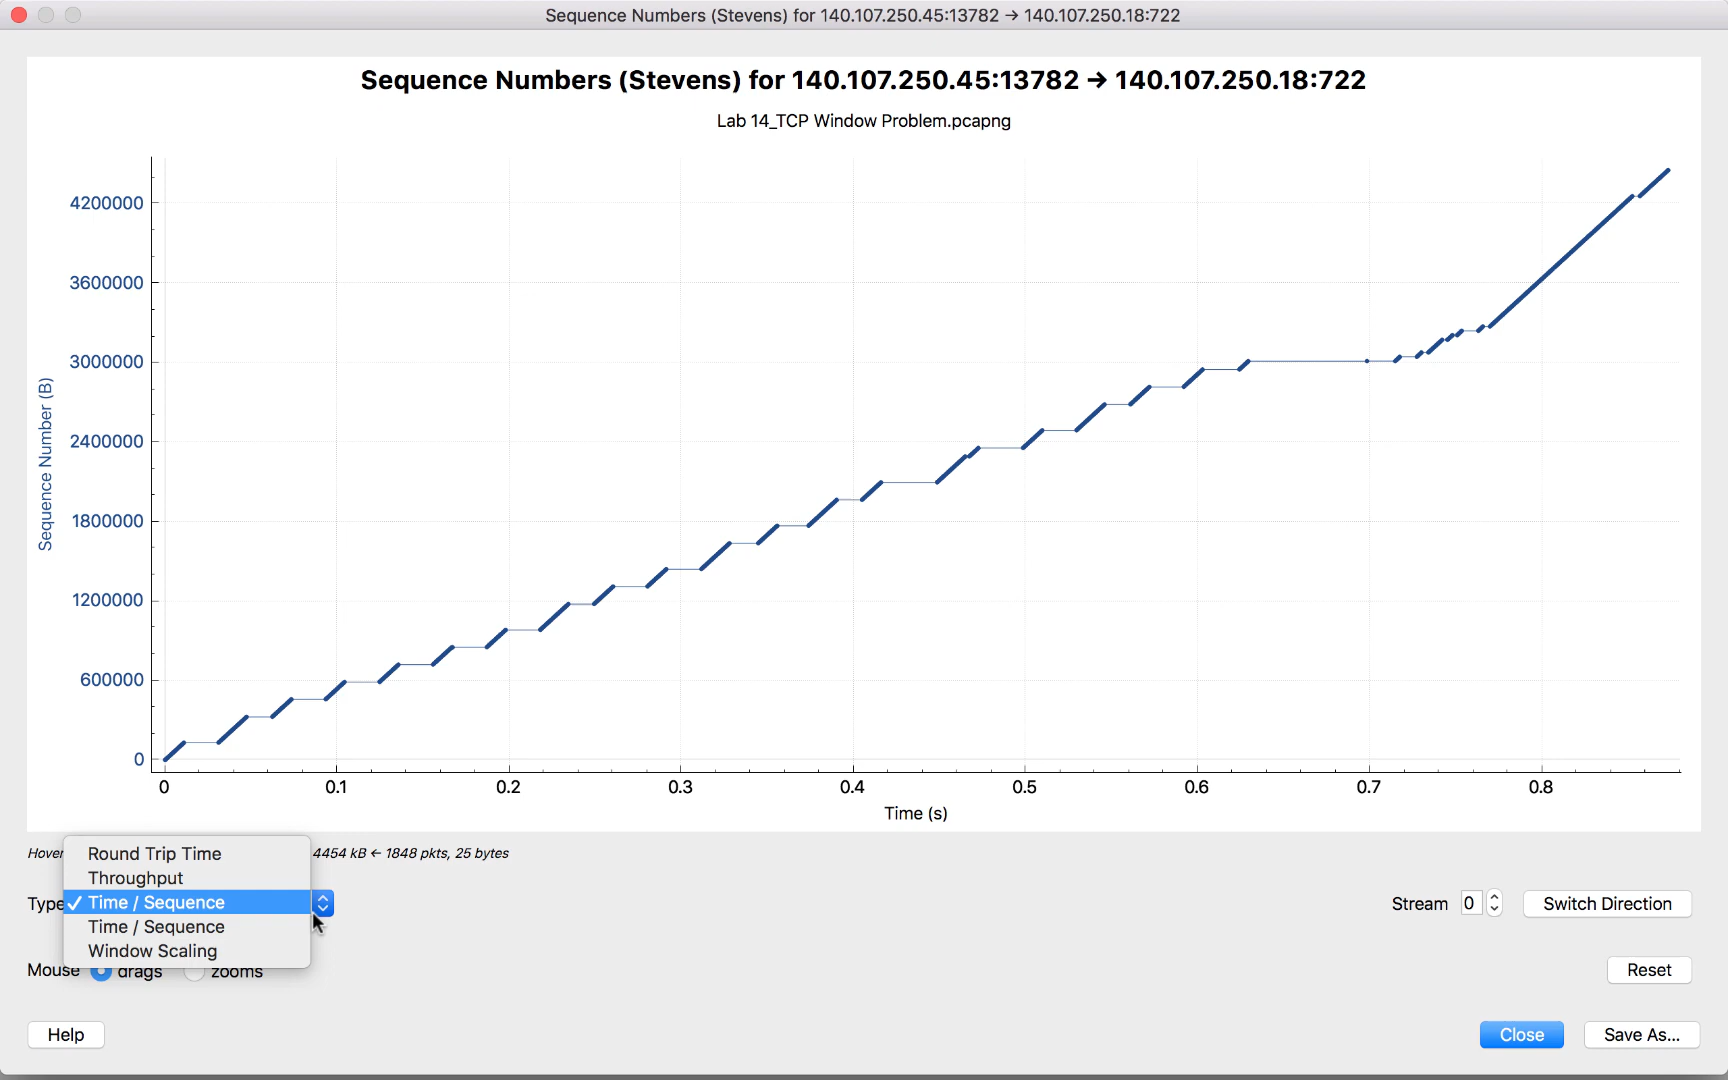 Sequence Numbers (Stevens) for 140.107.250.45:13782 → 140.107.250.18:722
Sequence Numbers (Stevens) for 140.107.250.45:13782 → 140.107.250.18:722
Lab 14_TCP Window Problem.pcapng
Sequence Number (B)
4200000
3600000
3000000
2400000
1800000
1200000
600000
0
0 0.1 0.2 0.3 0.4 0.5 0.6 0.7 0.8
Time (s)
Hover 4454 kB ← 1848 pkts, 25 bytes
Round Trip Time
Throughput
Type ✓ Time / Sequence
Time / Sequence
Window Scaling
Stream 0 Switch Direction
Mouse drags zooms
Reset
Help Close Save As...